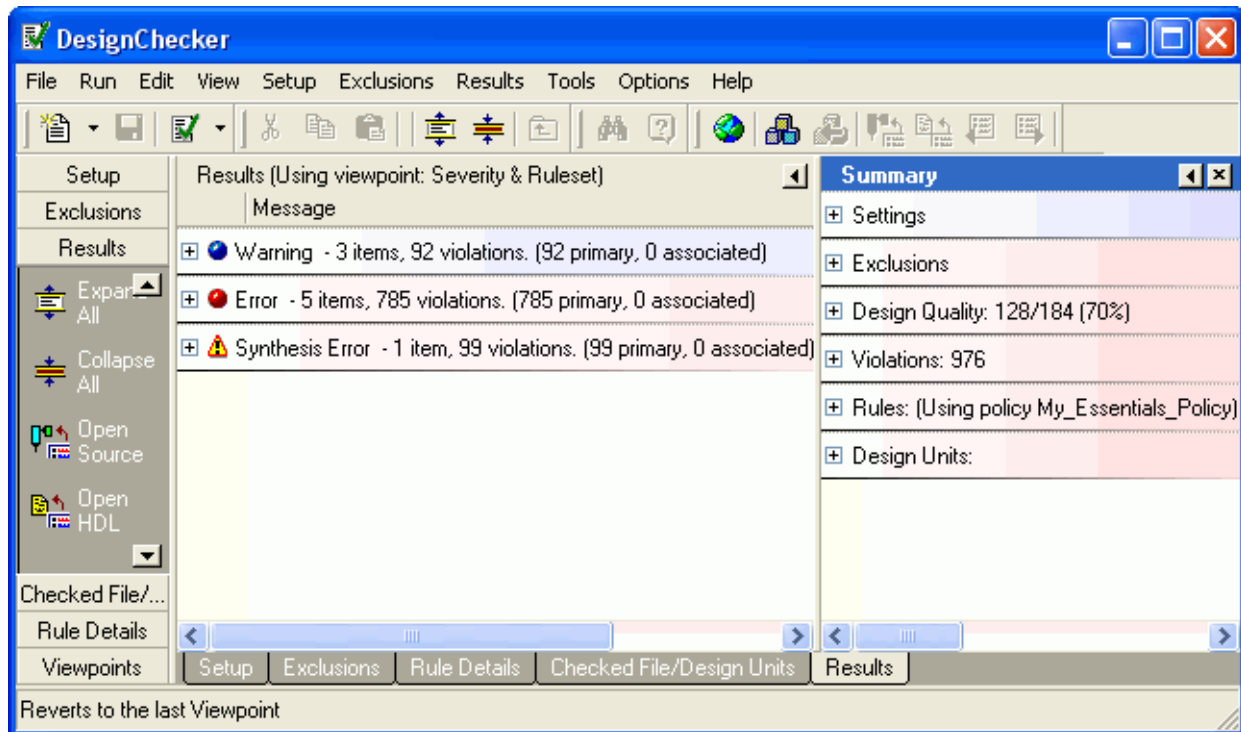 DesignChecker
File Run Edit View Setup Exclusions Results Tools Options Help
Setup
Exclusions
Results
Expand
All
Collapse
All
Open
Source
Open
HDL
Checked File/...
Rule Details
Viewpoints
Results (Using viewpoint: Severity & Ruleset)
Message
Warning - 3 items, 92 violations. (92 primary, 0 associated)
Error - 5 items, 785 violations. (785 primary, 0 associated)
Synthesis Error - 1 item, 99 violations. (99 primary, 0 associated)
Summary
Settings
Exclusions
Design Quality: 128/184 (70%)
Violations: 976
Rules: (Using policy My_Essentials_Policy)
Design Units:
Setup Exclusions Rule Details Checked File/Design Units Results
Reverts to the last Viewpoint